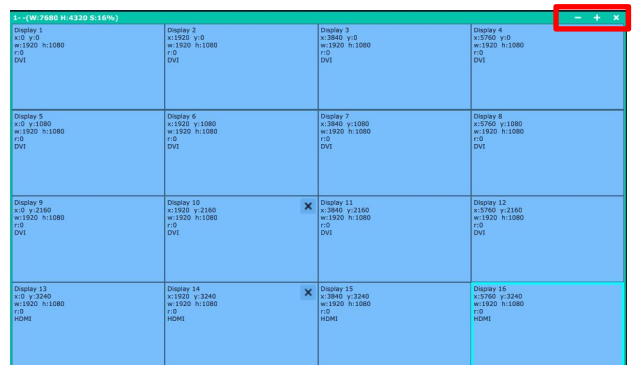 1- -(W:7680 H:4320 S:16%)
Display 1
x:0 y:0
w:1920 h:1080
r:0
DVI
Display 2
x:1920 y:0
w:1920 h:1080
r:0
DVI
Display 3
x:3840 y:0
w:1920 h:1080
r:0
DVI
Display 4
x:5760 y:0
w:1920 h:1080
r:0
DVI
Display 5
x:0 y:1080
w:1920 h:1080
r:0
DVI
Display 6
x:1920 y:1080
w:1920 h:1080
r:0
DVI
Display 7
x:3840 y:1080
w:1920 h:1080
r:0
DVI
Display 8
x:5760 y:1080
w:1920 h:1080
r:0
DVI
Display 9
x:0 y:2160
w:1920 h:1080
r:0
DVI
Display 10
x:1920 y:2160
w:1920 h:1080
r:0
DVI
Display 11
x:3840 y:2160
w:1920 h:1080
r:0
DVI
Display 12
x:5760 y:2160
w:1920 h:1080
r:0
DVI
Display 13
x:0 y:3240
w:1920 h:1080
r:0
HDMI
Display 14
x:1920 y:3240
w:1920 h:1080
r:0
HDMI
Display 15
x:3840 y:3240
w:1920 h:1080
r:0
HDMI
Display 16
x:5760 y:3240
w:1920 h:1080
r:0
HDMI